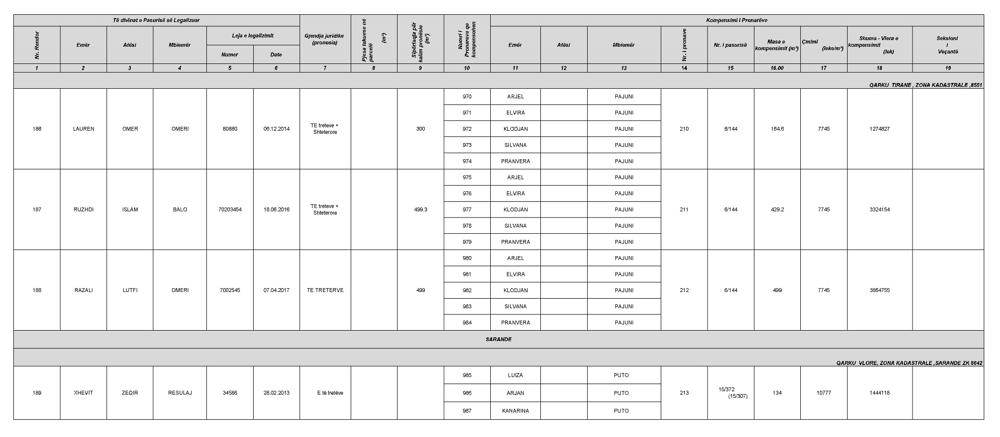 Të dhënat e Pasurisë së Legalizuar
Kompensimi i Pronarëve
Nr. Rendor
Emër
Atësi
Mbiemër
Leja e legalizimit
Numer
Date
Gjendja juridike
(pronesia)
Pjesa takuese në
parcelë (m²)
Sipërfaqja për
kalim pronësie
(m²)
Numri i
Pronareve qe
kompensohen
Emër
Atësi
Mbiemër
Nr. i pronave
Nr. i pasurisë
Masa e
kompensimit (m²)
Çmimi
(leke/m²)
Shuma - Vlera e
kompensimit
(lek)
Seksioni
i
Veçantë
1 2 3 4 5 6 7 8 9 10 11 12 13 14 15 16.00 17 18 19
QARKU TIRANE , ZONA KADASTRALE ,8551
970 ARJEL PAJUNI
971 ELVIRA PAJUNI
186 LAUREN OMER OMERI 80880 06.12.2014 TE treteve +
Shteterore
300 972 KLODJAN PAJUNI 210 6/144 164.6 7745 1274827
973 SILVANA PAJUNI
974 PRANVERA PAJUNI
975 ARJEL PAJUNI
976 ELVIRA PAJUNI
187 RUZHDI ISLAM BALO 70203454 18.06.2016 TE treteve +
Shteterore
499.3 977 KLODJAN PAJUNI 211 6/144 429.2 7745 3324154
978 SILVANA PAJUNI
979 PRANVERA PAJUNI
980 ARJEL PAJUNI
981 ELVIRA PAJUNI
188 RAZALI LUTFI OMERI 7002545 07.04.2017 TE TRETERVE 499 982 KLODJAN PAJUNI 212 6/144 499 7745 3864755
983 SILVANA PAJUNI
984 PRANVERA PAJUNI
SARANDE
QARKU VLORE, ZONA KADASTRALE ,SARANDE ZK 8642
985 LUIZA PUTO
189 XHEVIT ZEQIR RESULAJ 34586 28.02.2013 E të tretëve 986 ARJAN PUTO 213 15/372
(15/307)
134 10777 1444118
987 KANARINA PUTO